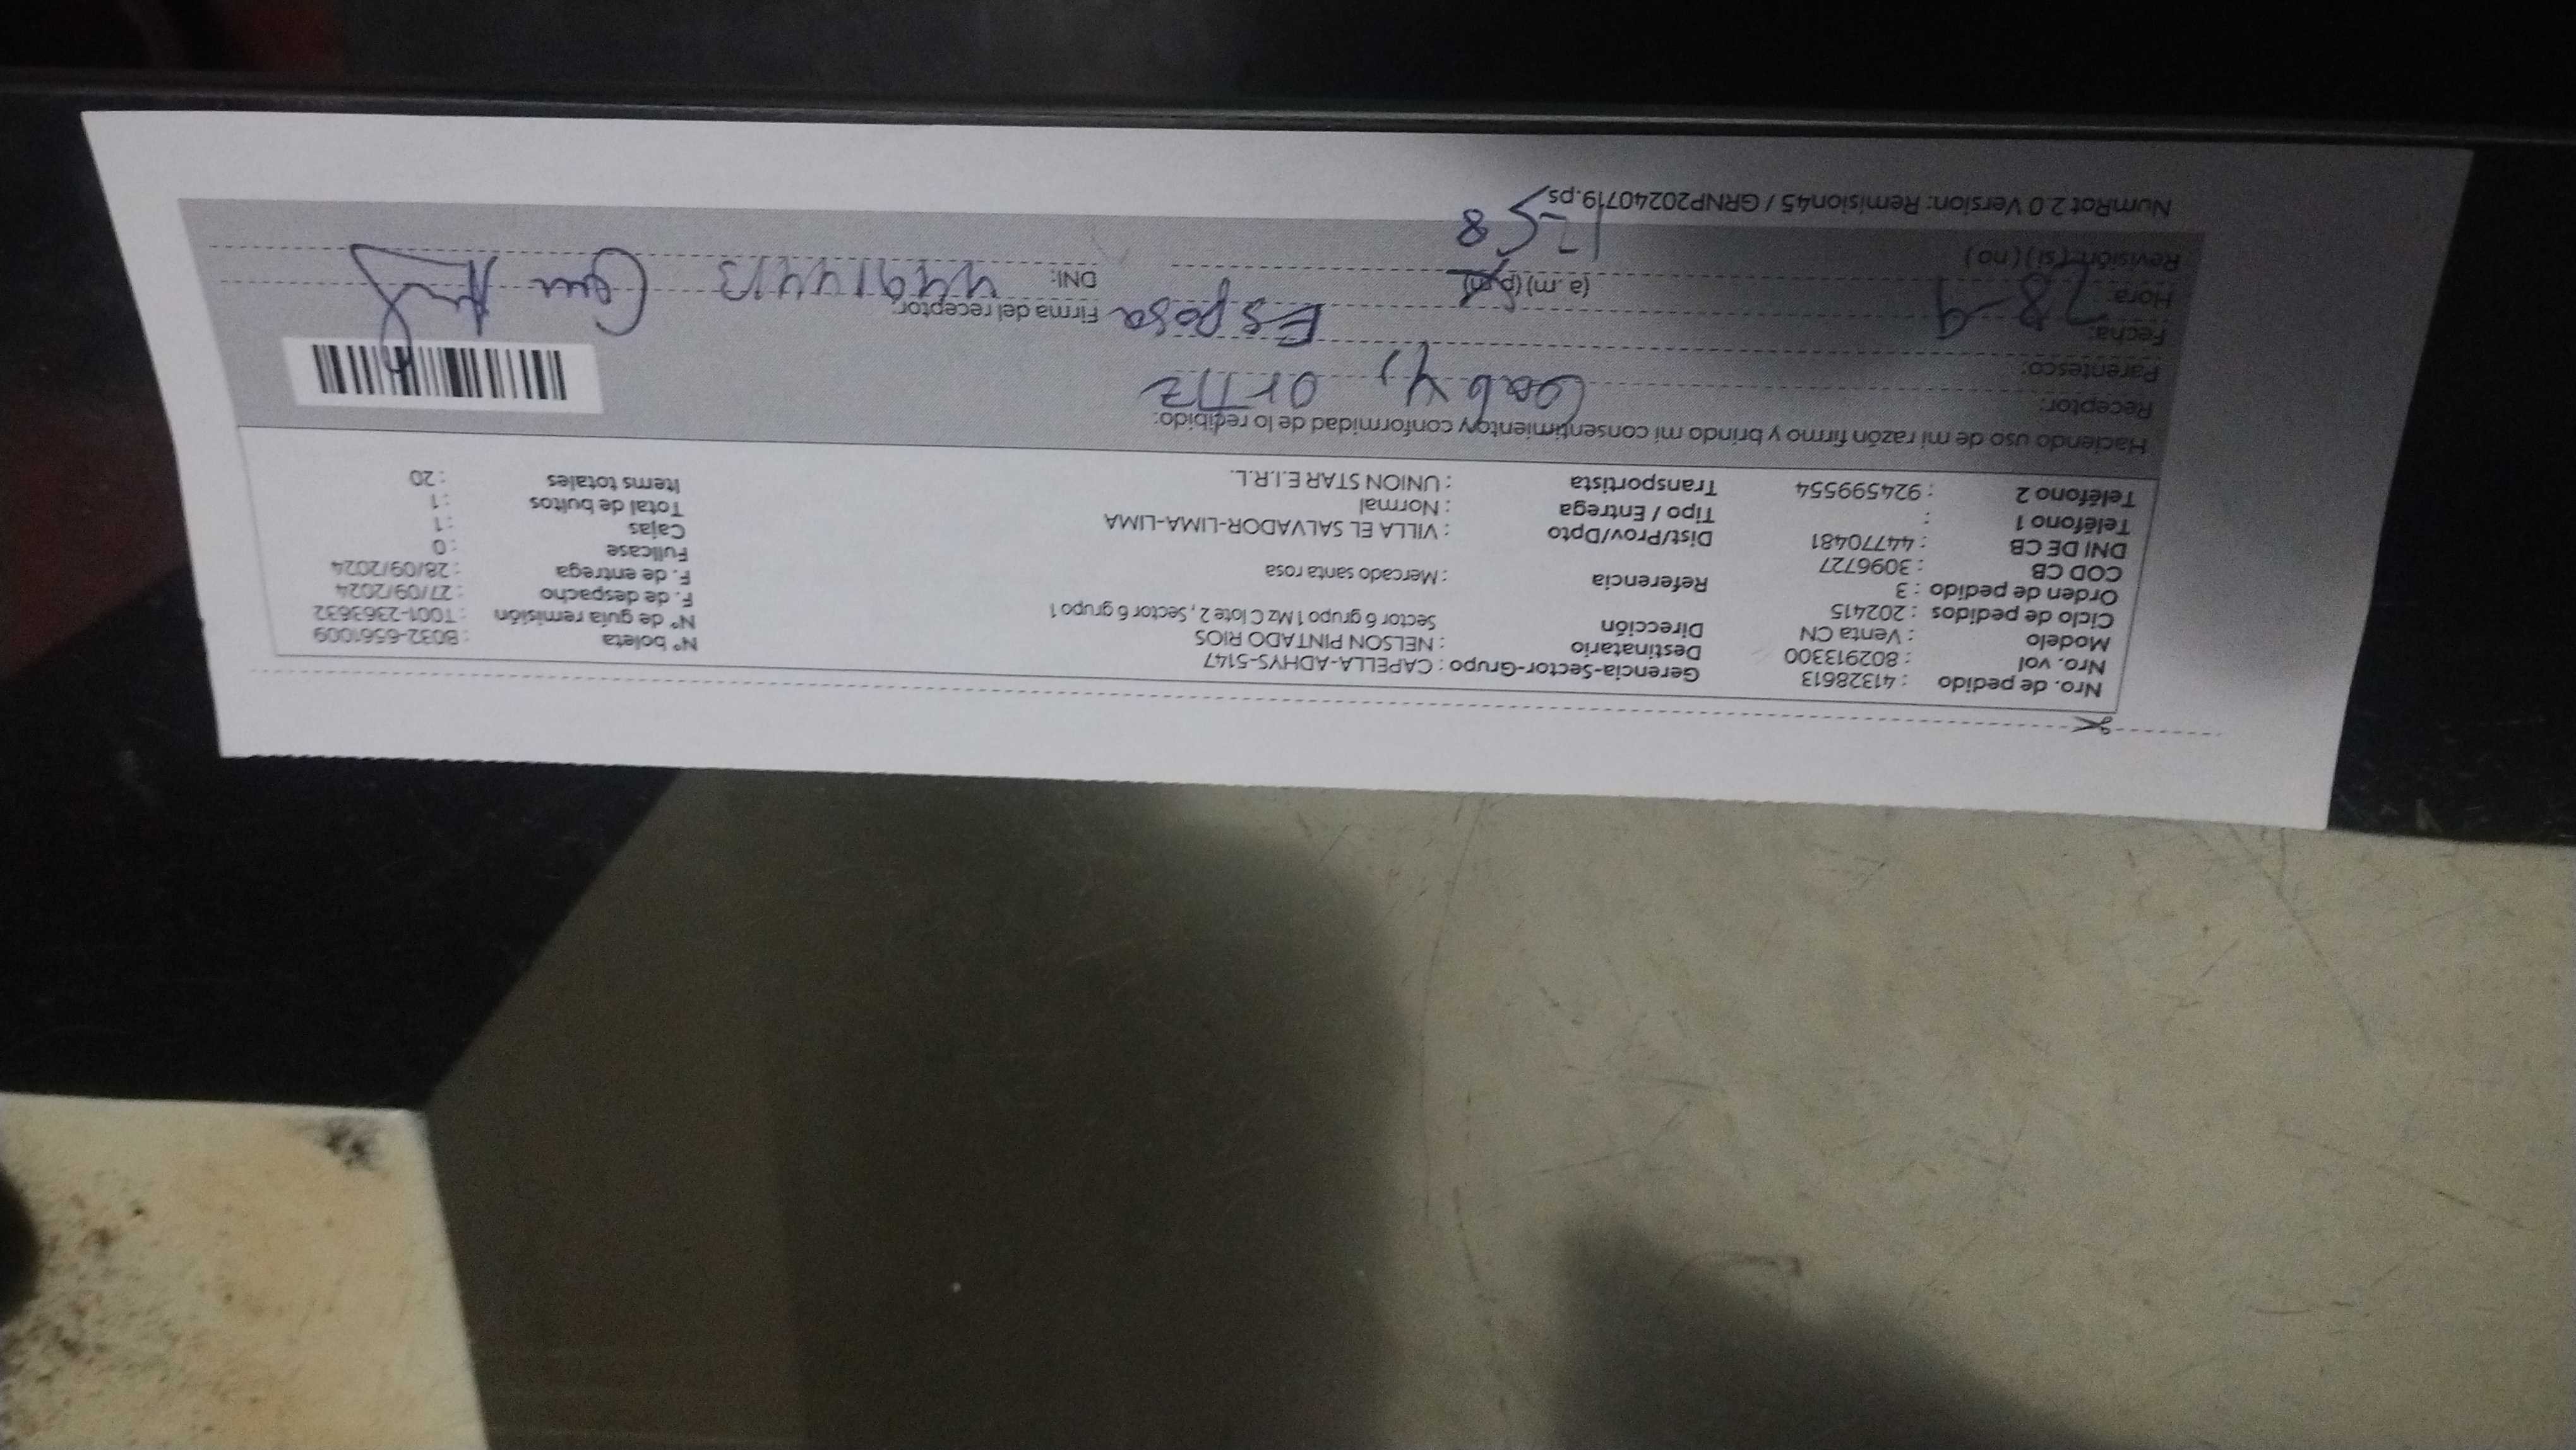 Nro. de pedido : 41328613 Gerencia-Sector-Grupo : CAPELLA-ADHYS-5147 Nº boleta : B032-6561009
Nro. vol : 802913300 Destinatario : NELSON PINTADO RIOS Nº de guía remisión : T001-2363632
Modelo : Venta CN Dirección Sector 6 grupo 1 Mz C lote 2 , Sector 6 grupo 1 F. de despacho : 27/09/2024
Ciclo de pedidos : 202415 F. de entrega : 28/09/2024
Orden de pedido : 3 Referencia : Mercado santa rosa Fullcase : 0
COD CB : 3096727 Cajas : 1
DNI DE CB : 44770481 Dist/Prov/Dpto : VILLA EL SALVADOR-LIMA-LIMA Total de bultos : 1
Teléfono 1 : Tipo / Entrega : Normal Items totales : 20
Teléfono 2 : 924599554 Transportista : UNION STAR E.I.R.L.
Haciendo uso de mi razón firmo y brindo mi consentimiento y conformidad de lo recibido:
Receptor: Gaby, Ortiz
Parentesco: Esposa
Fecha: 28-9 Firma del receptor:
Hora: (a.m) (p.m) DNI:
Revisión: (si) (no)
NumRot 2.0 Version: Remision45 / GRNP20240719.ps